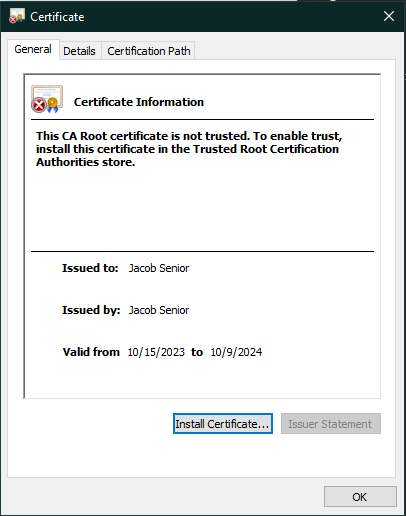 Certificate
General Details Certification Path
Certificate Information
This CA Root certificate is not trusted. To enable trust,
install this certificate in the Trusted Root Certification
Authorities store.
Issued to: Jacob Senior
Issued by: Jacob Senior
Valid from 10/15/2023 to 10/9/2024
Install Certificate... Issuer Statement
OK